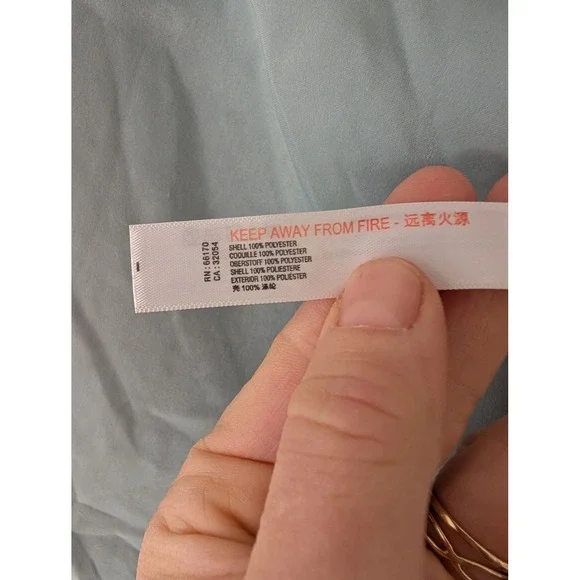 KEEP AWAY FROM FIRE - 远离火源
SHELL 100% POLYESTER
COQUILLE 100% POLYESTER
OBERSTOFF 100% POLYESTER
SHELL 100% POLIESTERE
EXTERIOR 100% POLIÉSTER
壳 100% 涤纶
RN : 66170
CA : 32054